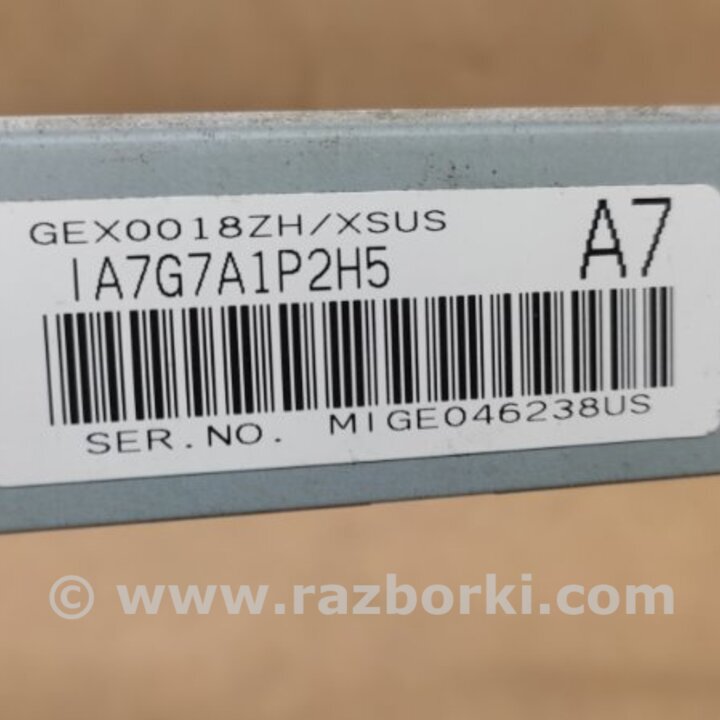 GEX0018ZH/XSUS
A7
IA7G7A1P2H5
SER.NO. MIGE046238US
© www.razborki.com